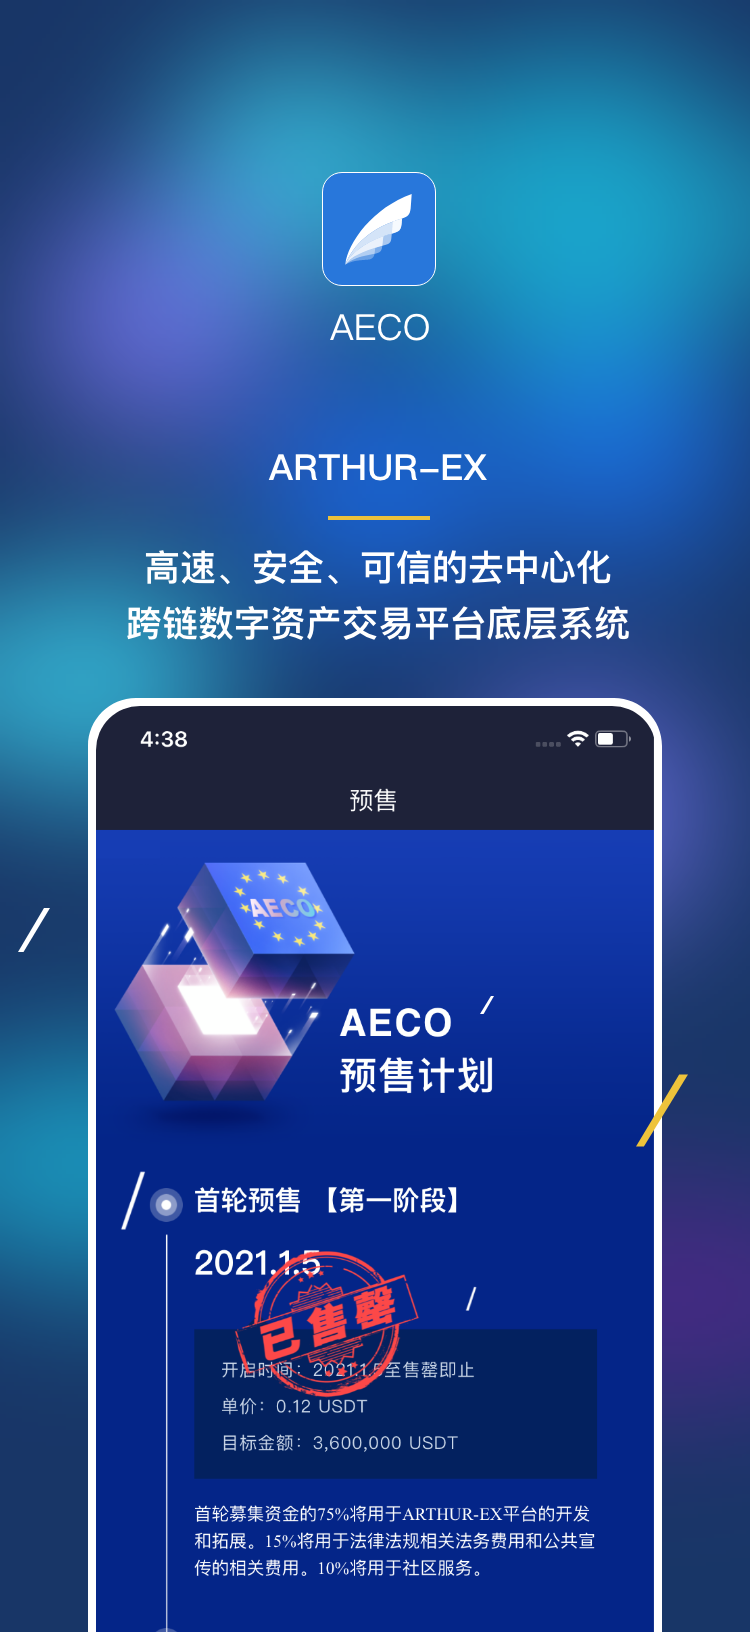 AECO
ARTHUR-EX
高速、安全、可信的去中心化
跨链数字资产交易平台底层系统
4:38
预售
AECO
AECO
预售计划
首轮预售 【第一阶段】
2021.1.5
已售罄
开启时间：2021.1.5至售罄即止
单价：0.12 USDT
目标金额：3,600,000 USDT
首轮募集资金的75%将用于ARTHUR-EX平台的开发
和拓展。15%将用于法律法规相关法务费用和公共宣
传的相关费用。10%将用于社区服务。